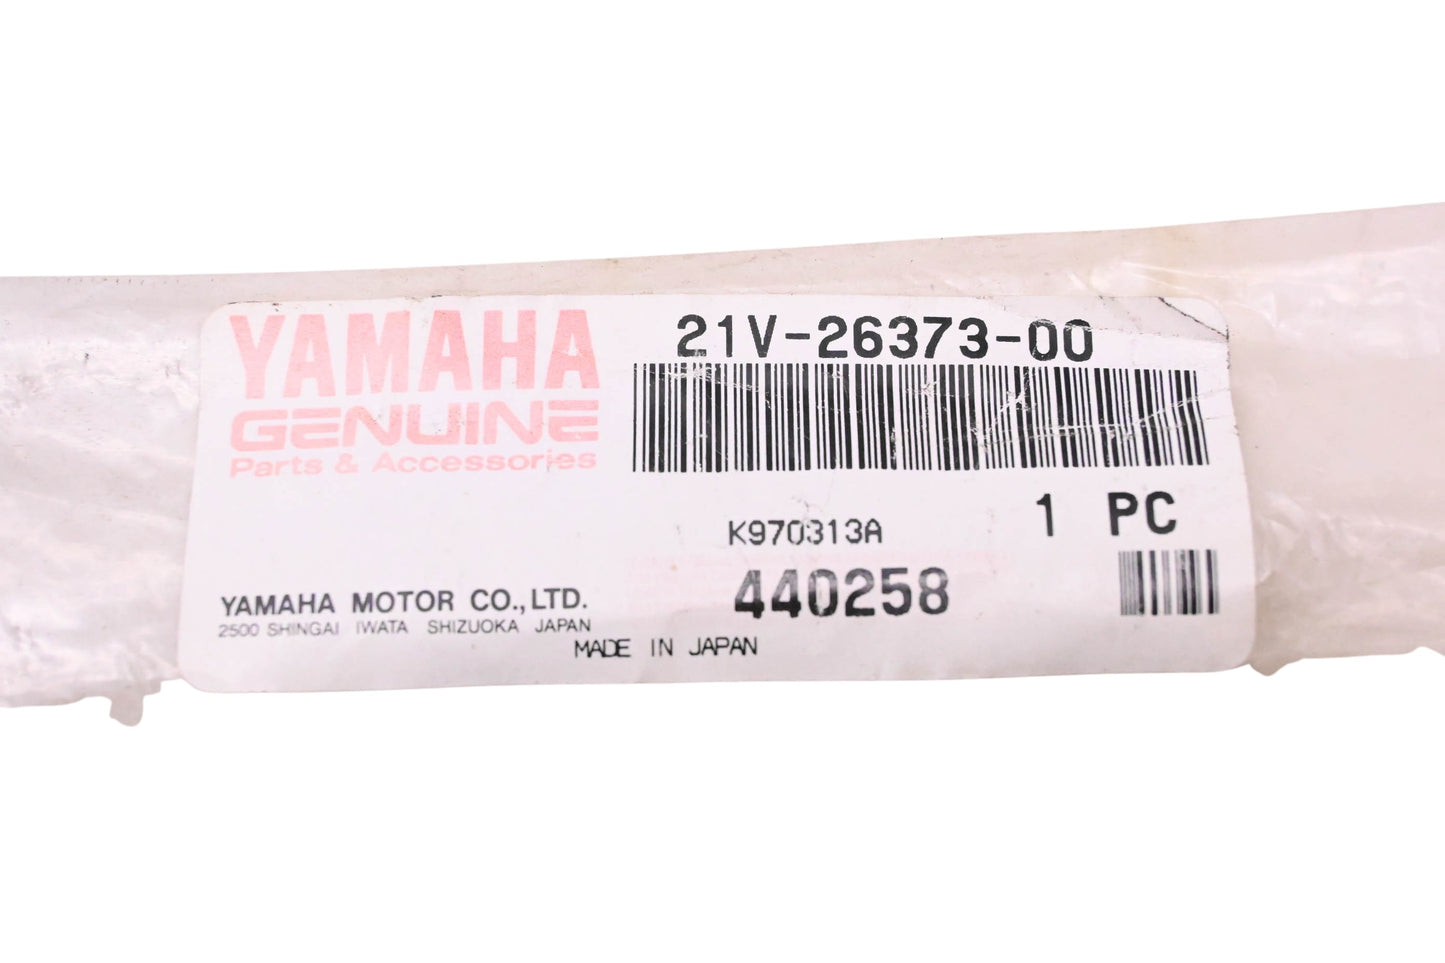 YAMAHA
GENUINE
Parts & Accessories
21V-26373-00
1 PC
K970313A
440258
YAMAHA MOTOR CO.,LTD.
2500 SHINGAI IWATA SHIZUOKA JAPAN
MADE IN JAPAN